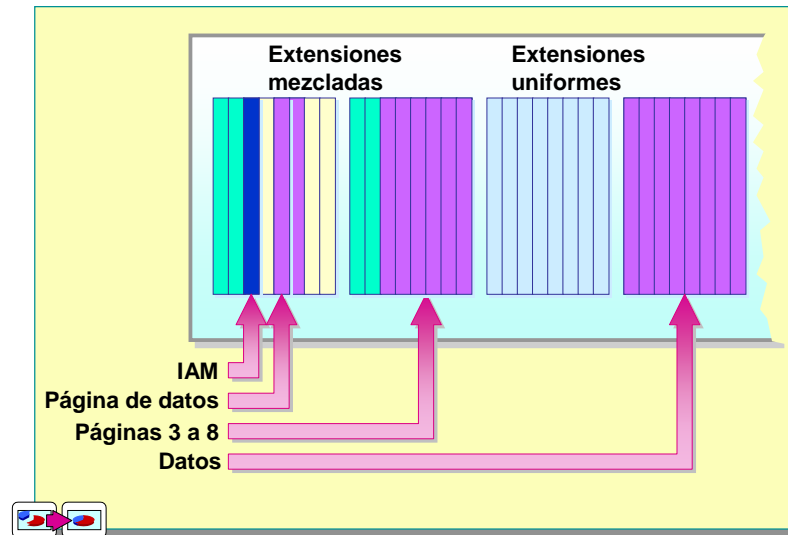 Extensiones
mezcladas
Extensiones
uniformes
IAM
Página de datos
Páginas 3 a 8
Datos